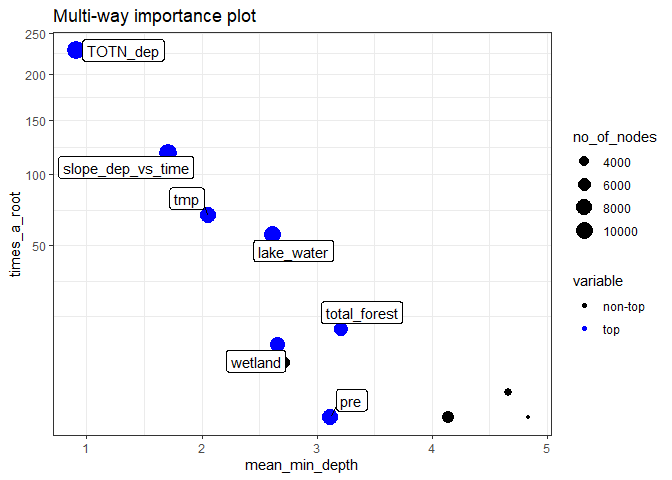 Multi-way importance plot
250
200
150
100
50
times_a_root
TOTN_dep
slope_dep_vs_time
tmp
lake_water
total_forest
wetland
pre
1
2
3
4
5
mean_min_depth
no_of_nodes
4000
6000
8000
10000
variable
non-top
top